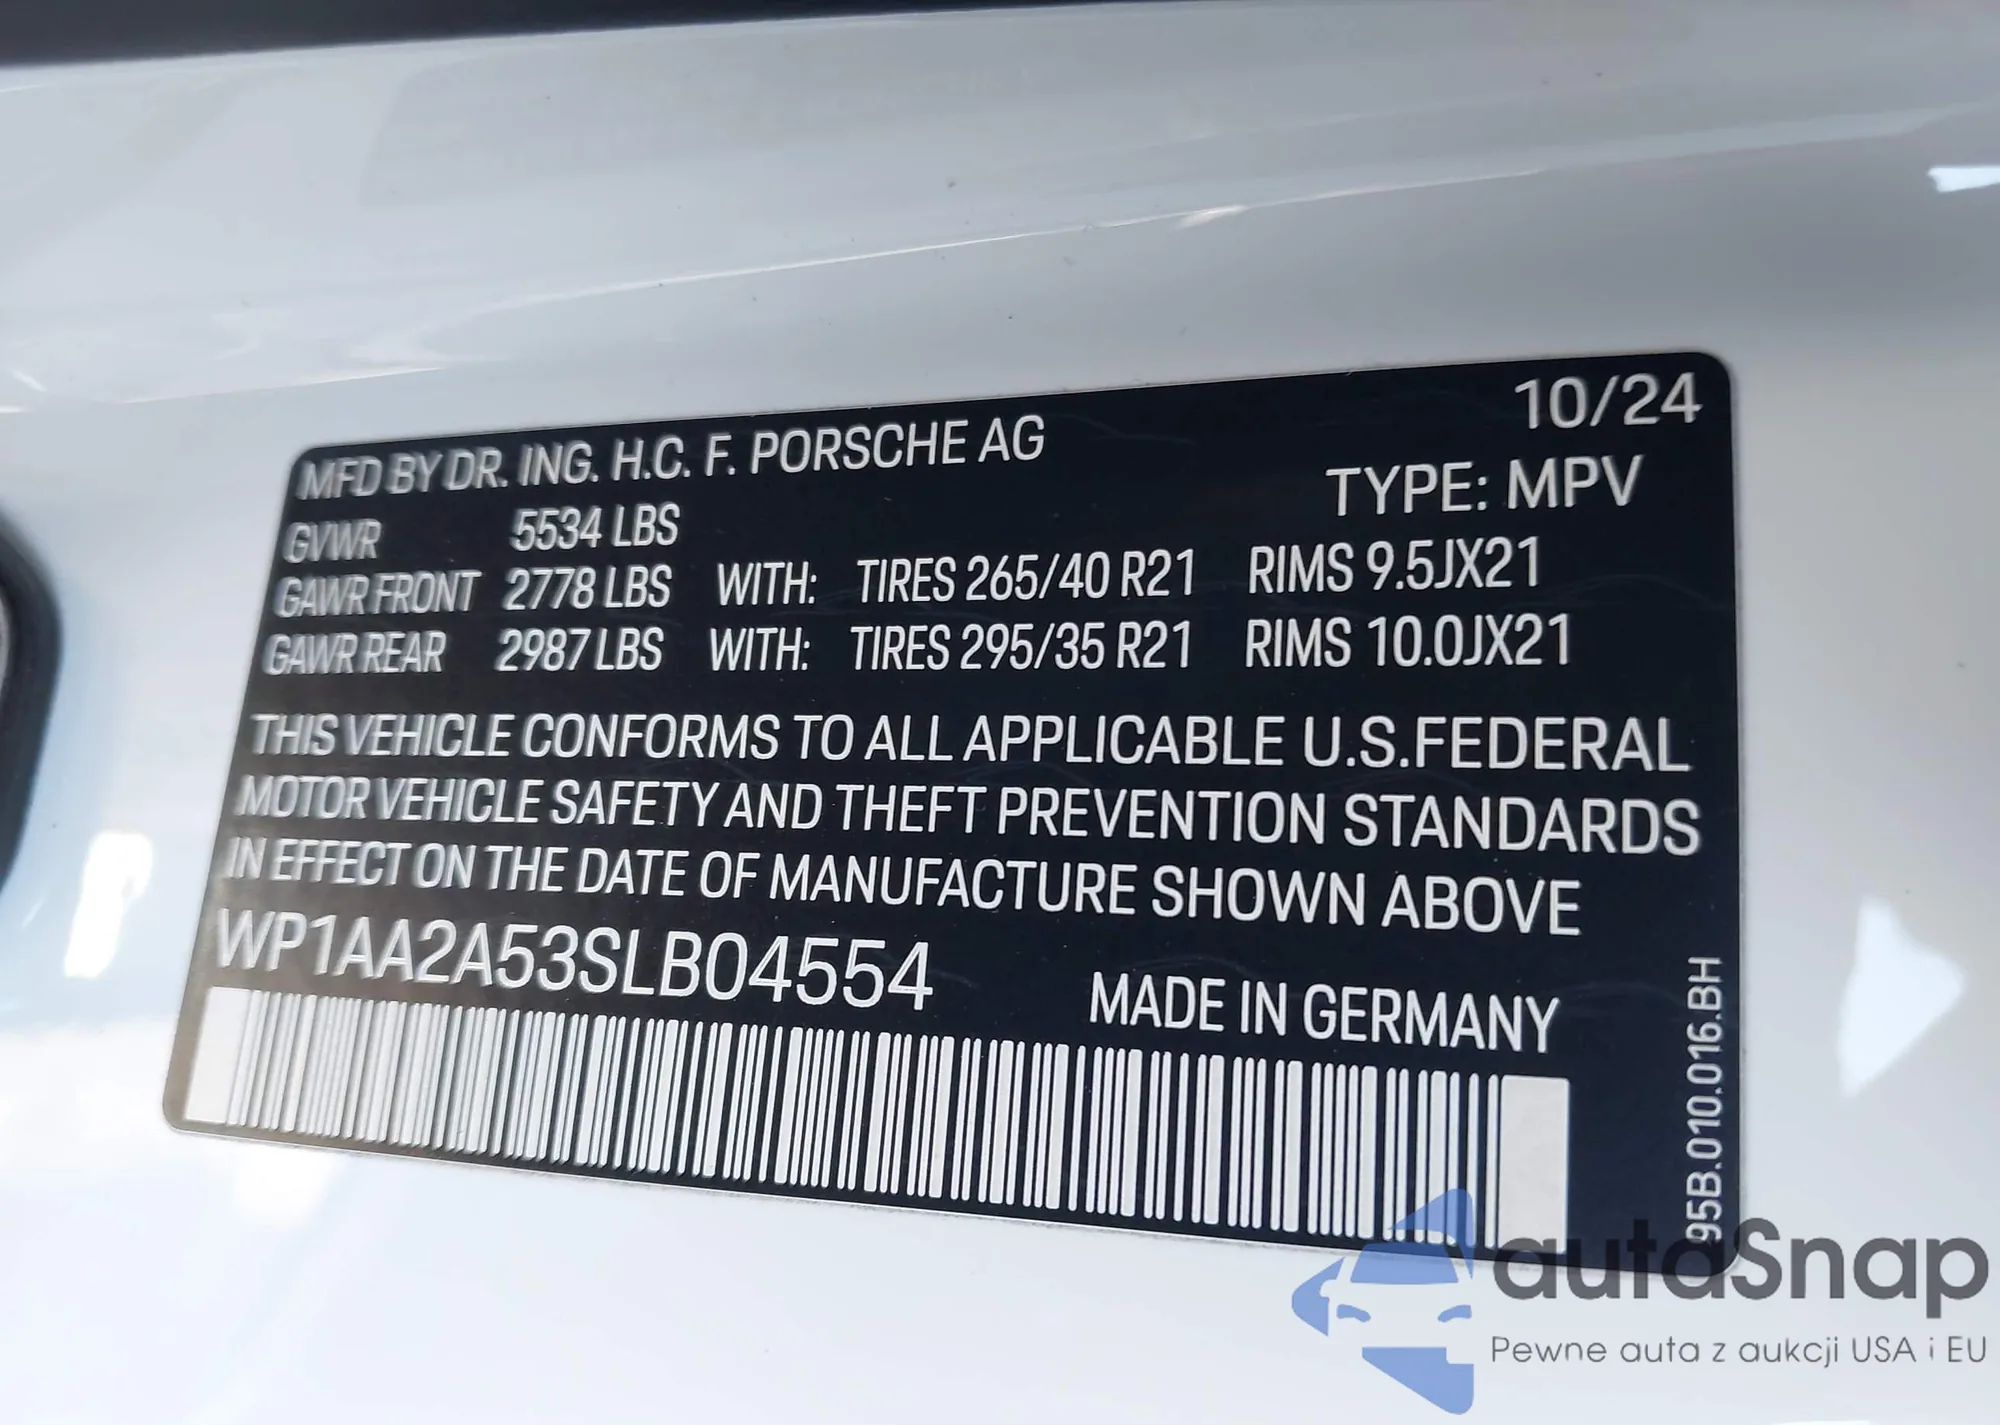 10/24
MFD BY DR. ING. H.C. F. PORSCHE AG
TYPE: MPV
GVWR 5534 LBS
GAWR FRONT 2778 LBS WITH: TIRES 265/40 R21 RIMS 9.5JX21
GAWR REAR 2987 LBS WITH: TIRES 295/35 R21 RIMS 10.0JX21
THIS VEHICLE CONFORMS TO ALL APPLICABLE U.S.FEDERAL
MOTOR VEHICLE SAFETY AND THEFT PREVENTION STANDARDS
IN EFFECT ON THE DATE OF MANUFACTURE SHOWN ABOVE
WP1AA2A53SLB04554
MADE IN GERMANY
95B.010.016.BH
autaSnap
Pewne auta z aukcji USA i EU